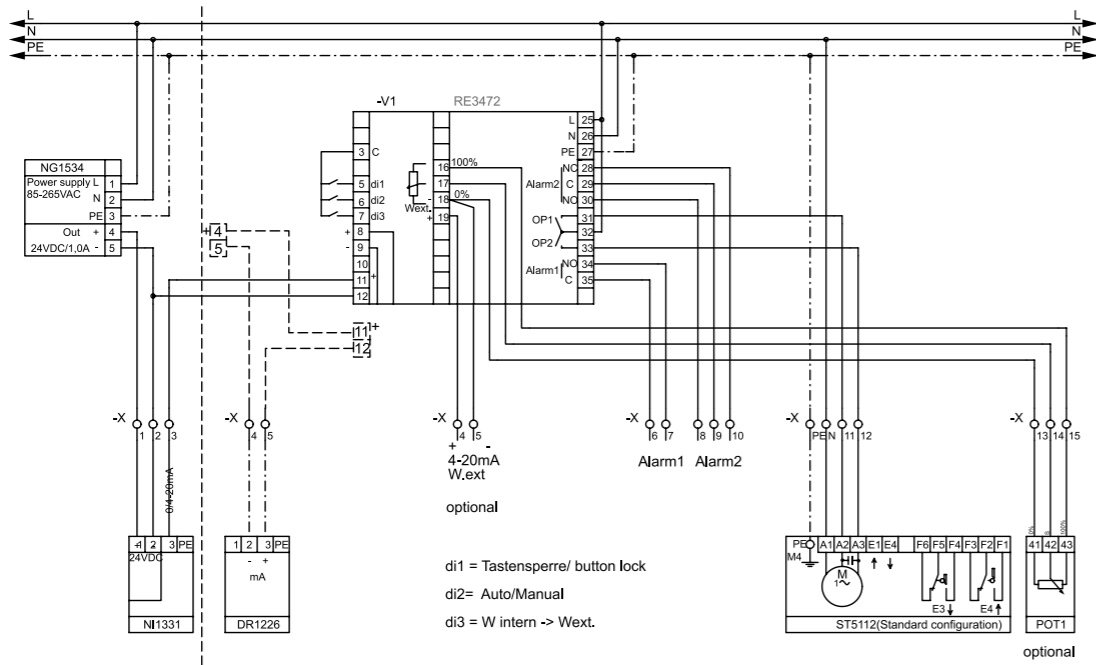 L L
N N
PE PE
-V1 RE3472
L 25
N 26
PE 27
NG1534
Power supply L 1
85-265VAC
N 2
PE 3
Out + 4
24VDC/1,0A - 5
3 C
5 di1
6 di2
7 di3
+ 8
- 9
10
11 +
12
Wext.
16 100%
17
- 18 0%
+ 19
NC 28
Alarm2 C 29
NO 30
OP1 31
32
OP2 33
NO 34
Alarm1 C 35
+ 4
5
11 +
12
-X 1 2 3
-X 4 5
-X 4 5
+ -
4-20mA
W.ext
optional
-X 6 7 8 9 10
Alarm1 Alarm2
-X PE N 11 12
-X 13 14 15
0/4-20mA
1 2 3 PE
24VDC
NI1331
1 2 3 PE
- +
mA
DR1226
di1 = Tastensperre/ button lock
di2= Auto/Manual
di3 = W intern -> Wext.
PE A1 A2 A3 E1 E4 F6 F5 F4 F3 F2 F1
M4
M
1~
E3 E4
ST5112(Standard configuration)
0% 100%
41 42 43
POT1
optional